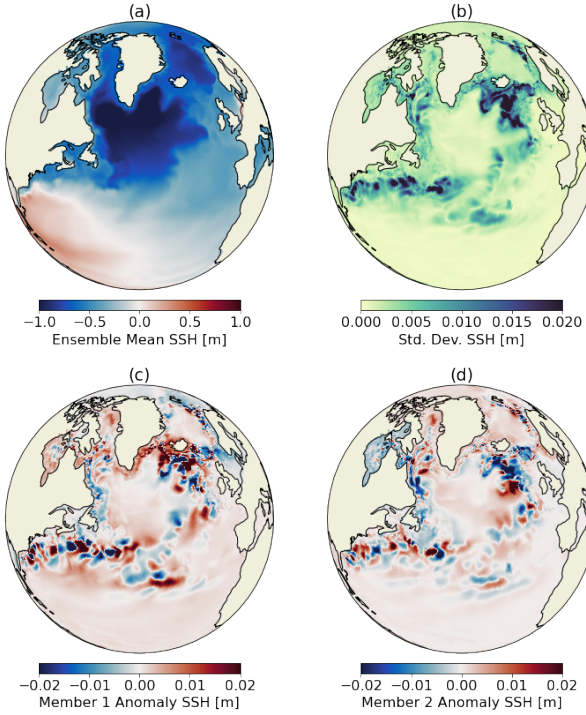 (a)
(b)
−1.0 −0.5 0.0 0.5 1.0
Ensemble Mean SSH [m]
0.000 0.005 0.010 0.015 0.020
Std. Dev. SSH [m]
(c)
(d)
−0.02 −0.01 0.00 0.01 0.02
Member 1 Anomaly SSH [m]
−0.02 −0.01 0.00 0.01 0.02
Member 2 Anomaly SSH [m]